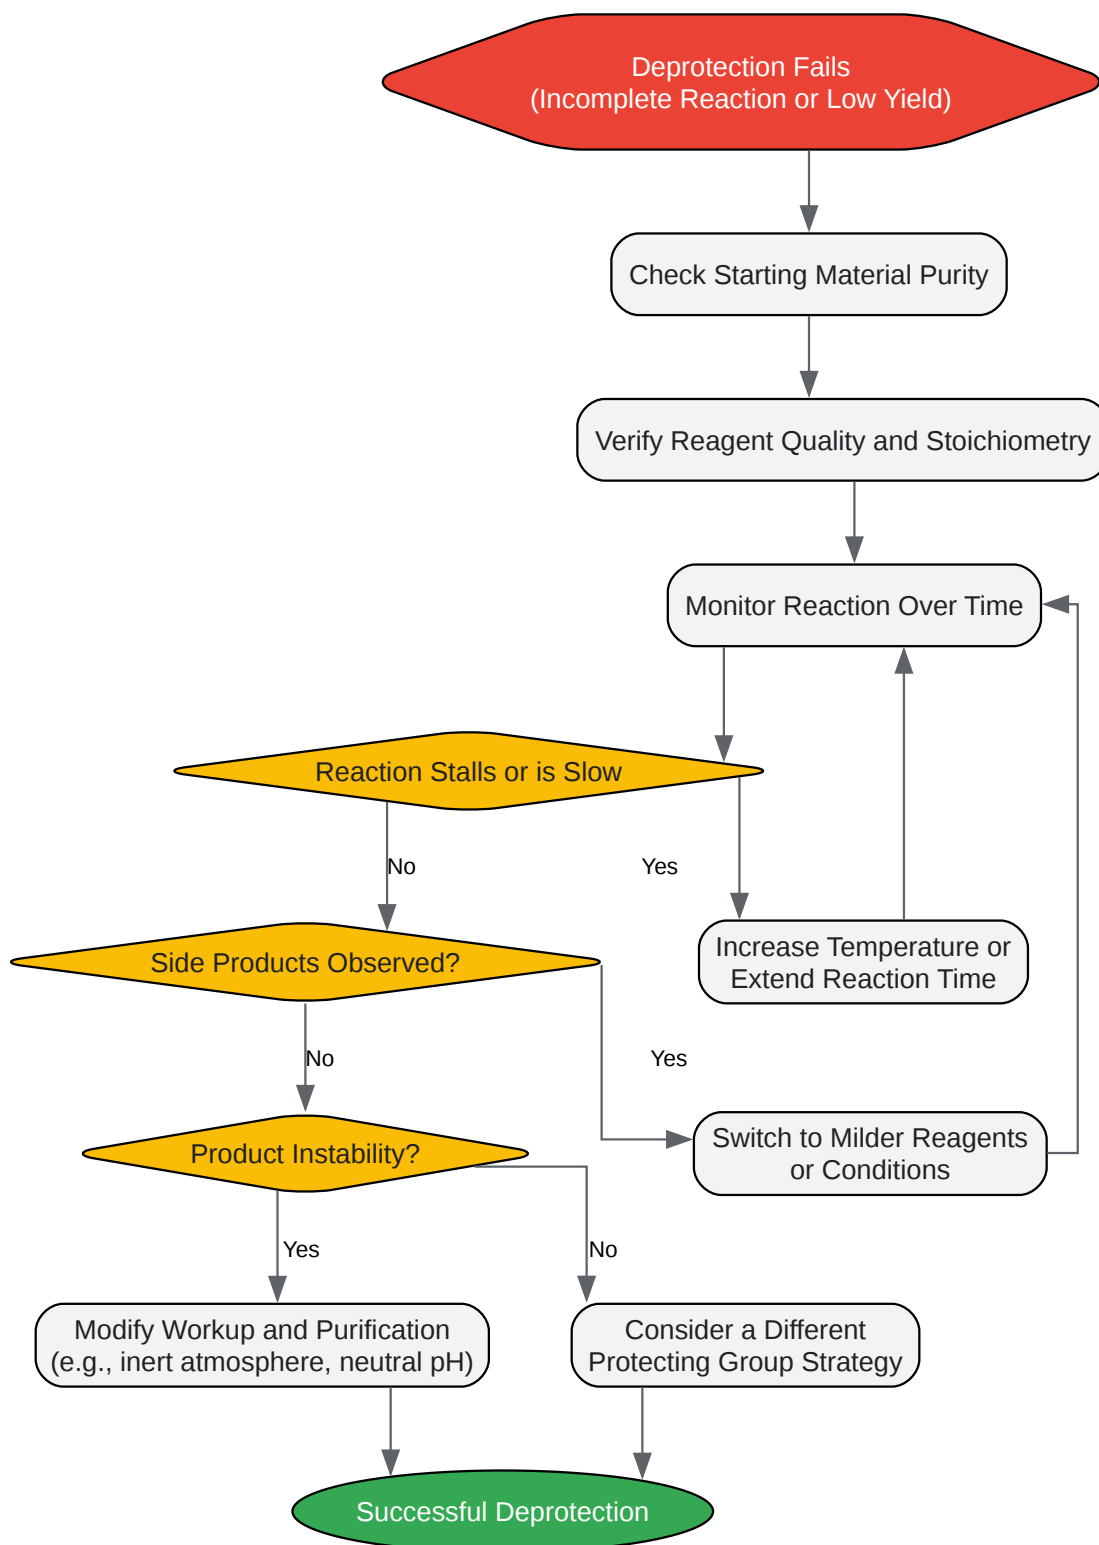 Deprotection Fails
(Incomplete Reaction or Low Yield)
Check Starting Material Purity
Verify Reagent Quality and Stoichiometry
Monitor Reaction Over Time
Reaction Stalls or is Slow
No
Yes
Side Products Observed?
Increase Temperature or
Extend Reaction Time
No
Yes
Product Instability?
Switch to Milder Reagents
or Conditions
Yes
No
Modify Workup and Purification
(e.g., inert atmosphere, neutral pH)
Consider a Different
Protecting Group Strategy
Successful Deprotection